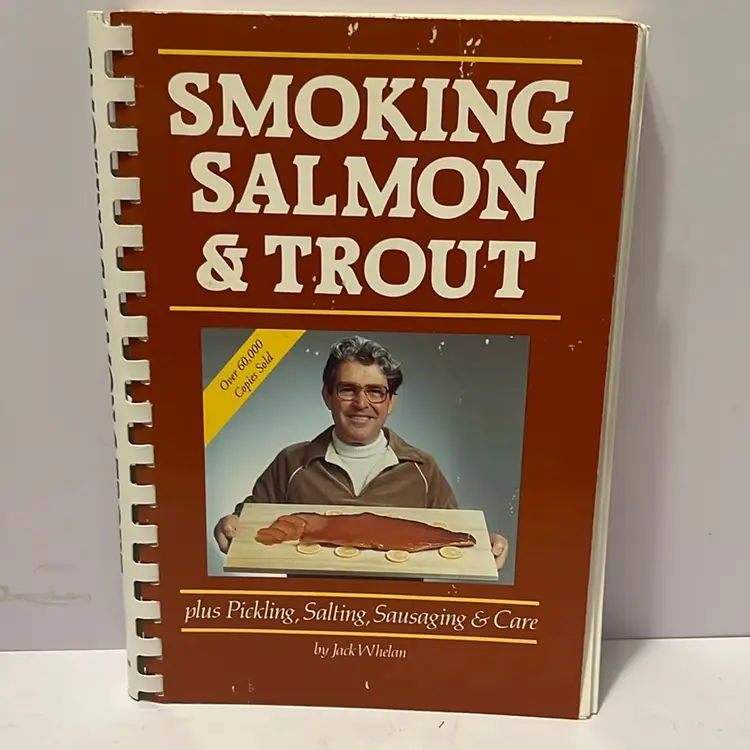 SMOKING
SALMON
& TROUT
Over 60,000
Copies Sold
plus Pickling, Salting, Sausaging & Care
by Jack Whelan